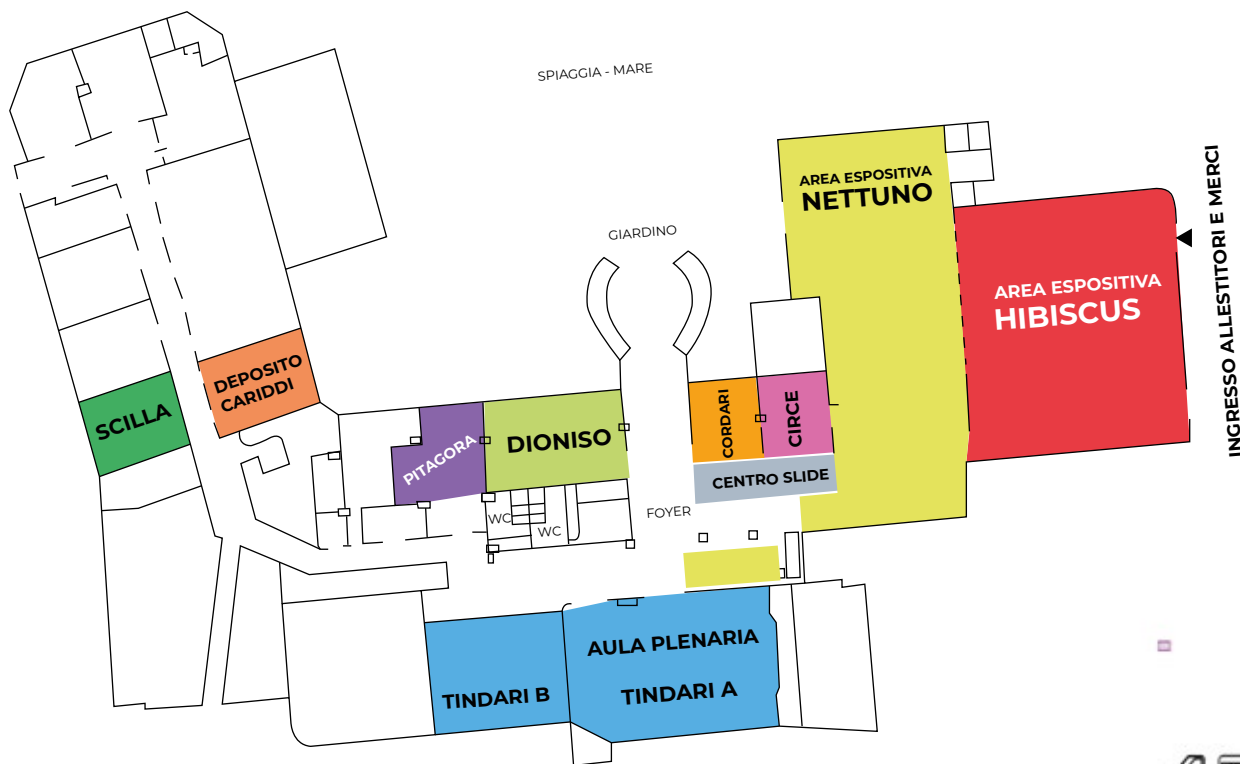 SPIAGGIA - MARE
AREA ESPOSITIVA
NETTUNO
INGRESSO ALLESTITORI E MERCI
GIARDINO
AREA ESPOSITIVA
HIBISCUS
DEPOSITO
CARIDDI
SCILLA
CORDARI
CIRCE
PITAGORA
DIONISO
CENTRO SLIDE
FOYER
WC
WC
AULA PLENARIA
TINDARI A
TINDARI B